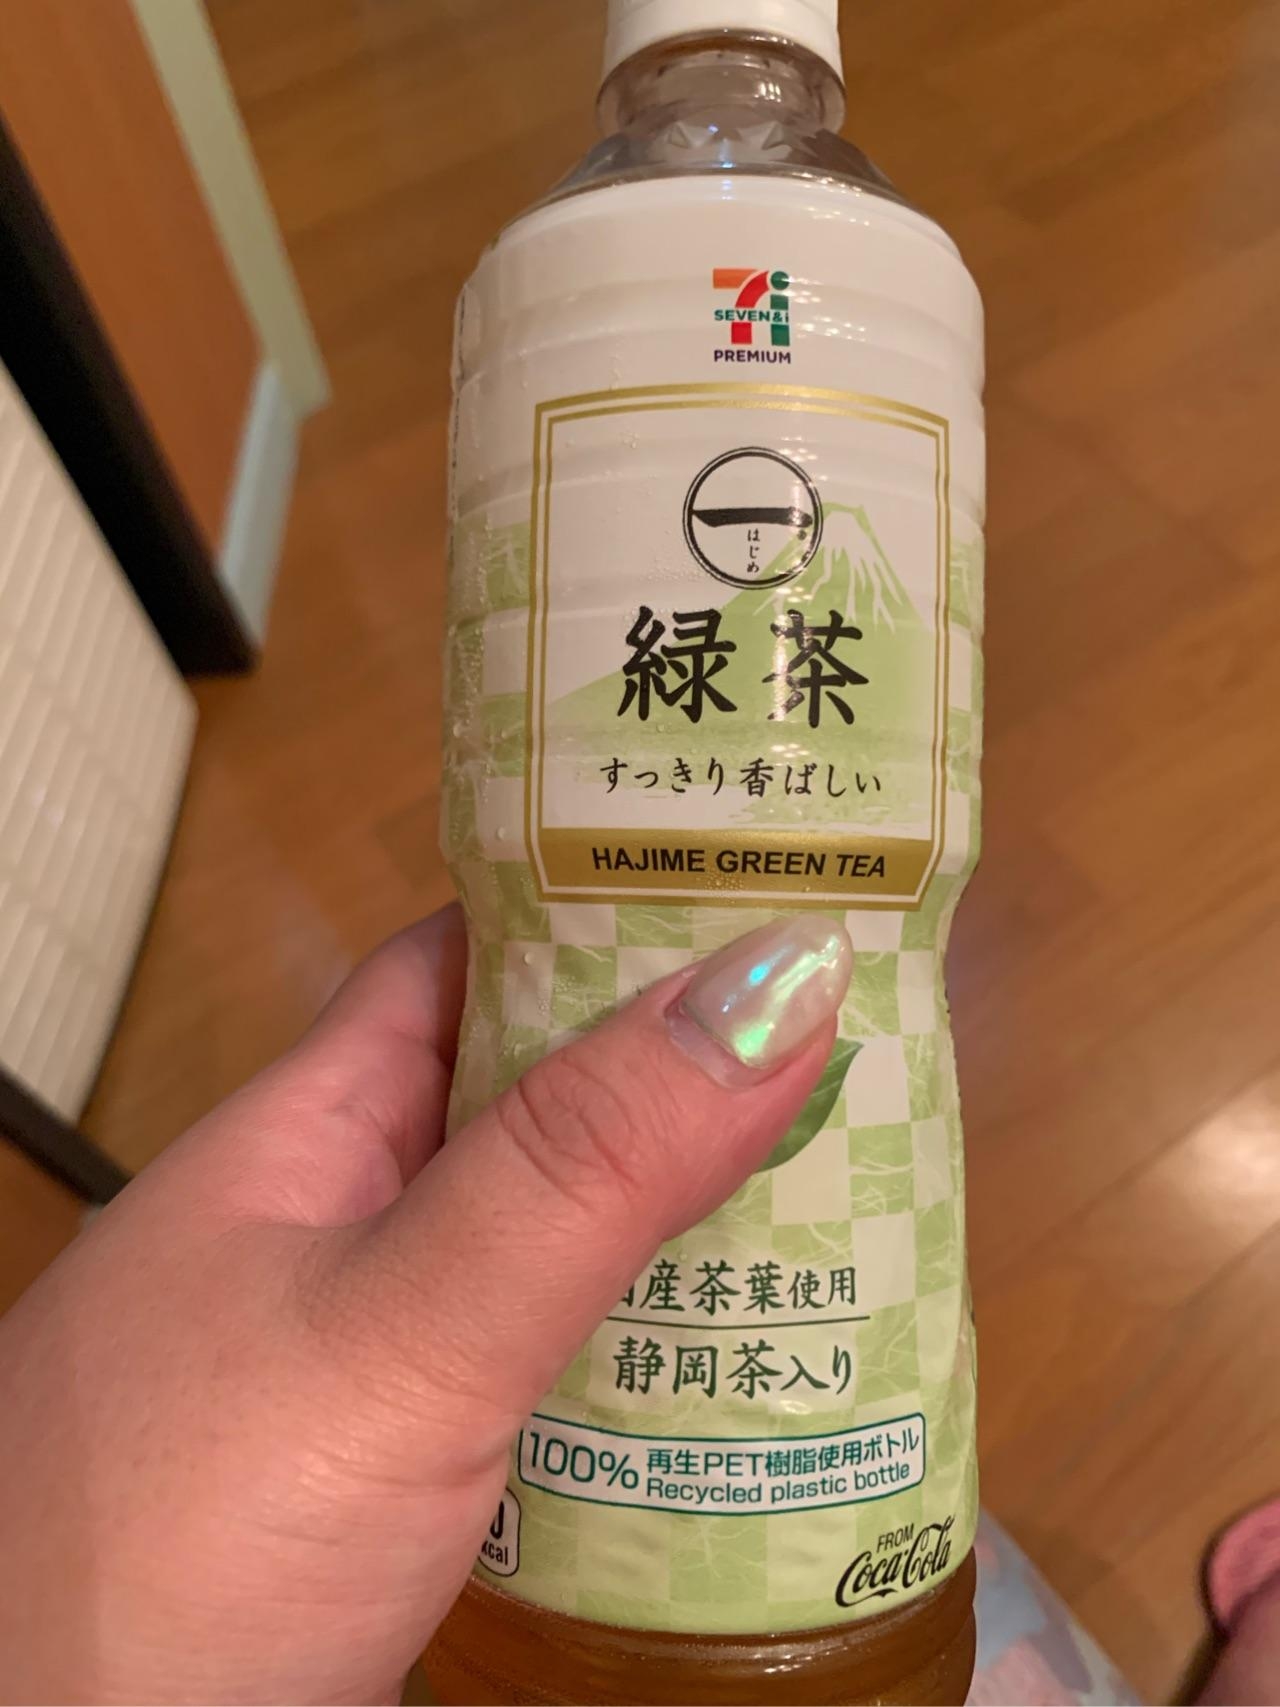 SEVEN&i
PREMIUM
一
はじめ
緑茶
すっきり香ばしい
HAJIME GREEN TEA
産茶葉使用
静岡茶入り
100% 再生PET樹脂使用ボトル
Recycled plastic bottle
kcal
FROM
Coca-Cola